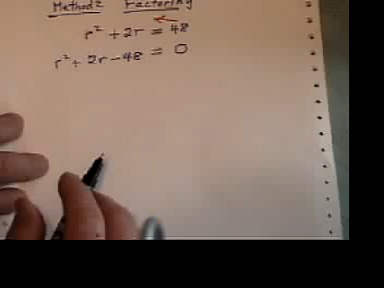 Method 2 Factoring
r² + 2r = 48
r² + 2r - 48 = 0